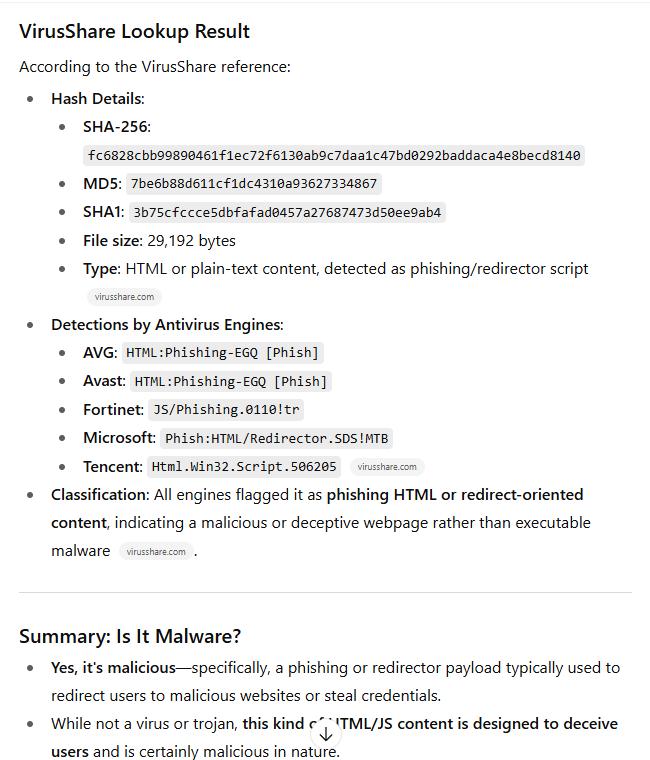 VirusShare Lookup Result
According to the VirusShare reference:
Hash Details:
SHA-256:
fc6828cbb99890461f1ec72f6130ab9c7daa1c47bd0292baddaca4e8becd8140
MD5: 7be6b88d611cf1dc4310a93627334867
SHA1: 3b75cfccce5dbfafad0457a27687473d50ee9ab4
File size: 29,192 bytes
Type: HTML or plain-text content, detected as phishing/redirector script
virusshare.com
Detections by Antivirus Engines:
AVG: HTML:Phishing-EGQ [Phish]
Avast: HTML:Phishing-EGQ [Phish]
Fortinet: JS/Phishing.0110!tr
Microsoft: Phish:HTML/Redirector.SDS!MTB
Tencent: Html.Win32.Script.506205 virusshare.com
Classification: All engines flagged it as phishing HTML or redirect-oriented
content, indicating a malicious or deceptive webpage rather than executable
malware virusshare.com .
Summary: Is It Malware?
Yes, it's malicious—specifically, a phishing or redirector payload typically used to
redirect users to malicious websites or steal credentials.
While not a virus or trojan, this kind of HTML/JS content is designed to deceive
users and is certainly malicious in nature.